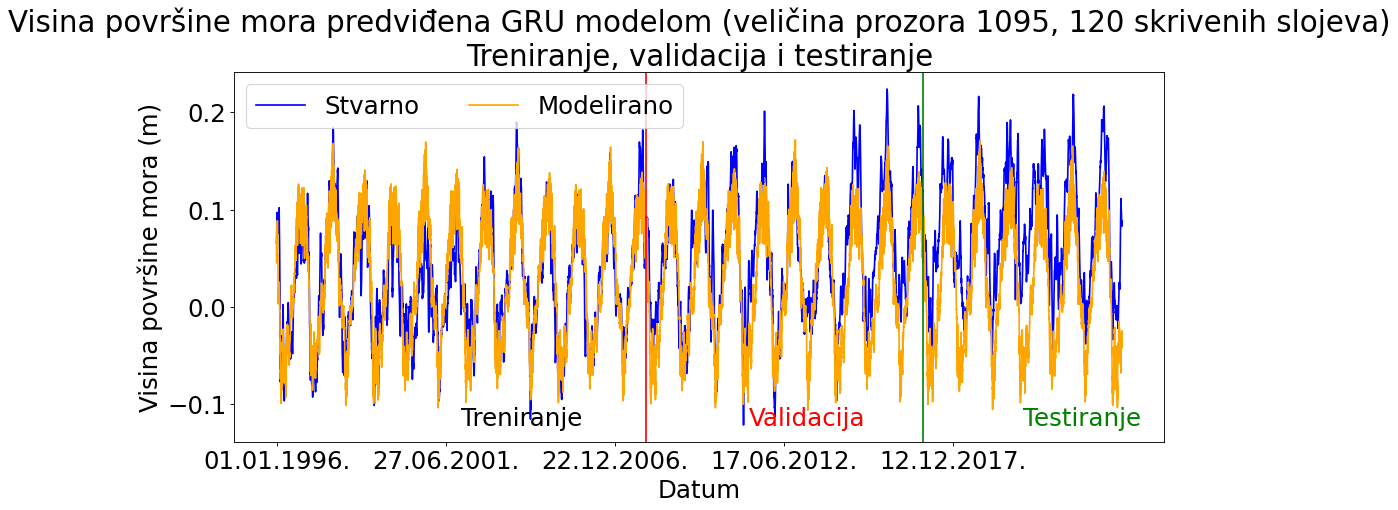 Visina površine mora predviđena GRU modelom (veličina prozora 1095, 120 skrivenih slojeva)
Treniranje, validacija i testiranje
Stvarno
Modelirano
Visina površine mora (m)
0.2
0.1
0.0
−0.1
Treniranje
Validacija
Testiranje
01.01.1996.
27.06.2001.
22.12.2006.
17.06.2012.
12.12.2017.
Datum